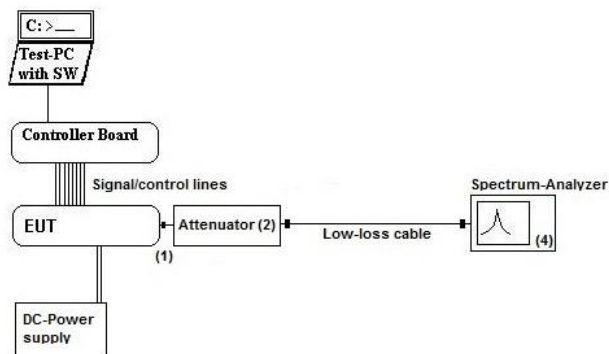 C: >__
Test-PC
with SW
Controller Board
Signal/control lines
Spectrum-Analyzer
EUT
Attenuator (2)
Low-loss cable
(4)
(1)
DC-Power
supply